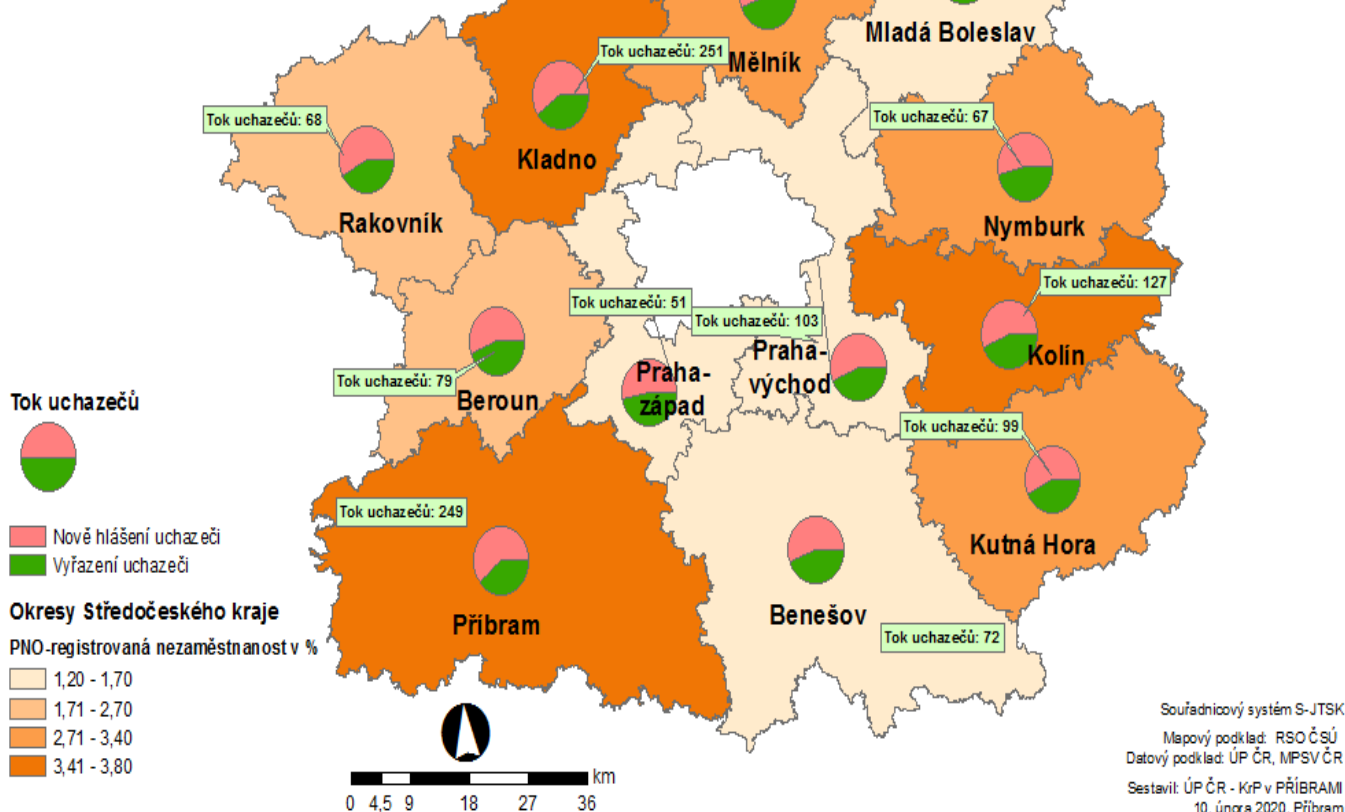 Mladá Boleslav
Tok uchazečů: 251
Mělník
Tok uchazečů: 68
Tok uchazečů: 67
Kladno
Rakovník
Nymburk
Tok uchazečů: 127
Tok uchazečů: 51
Tok uchazečů: 103
Praha-
východ
Kolín
Praha-
západ
Tok uchazečů: 79
Beroun
Tok uchazečů: 99
Tok uchazečů: 249
Kutná Hora
Příbram
Benešov
Tok uchazečů: 72
Tok uchazečů
Nově hlášení uchazeči
Vyřazení uchazeči
Okresy Středočeského kraje
PNO-registrovaná nezaměstnanost v %
1,20 - 1,70
1,71 - 2,70
2,71 - 3,40
3,41 - 3,80
km
0 4,5 9 18 27 36
Souřadnicový systém S-JTSK
Mapový podklad: RSO ČSÚ
Datový podklad: ÚP ČR, MPSV ČR
Sestavil: ÚP ČR - KrP v PŘÍBRAMI
10. února 2020, Příbram